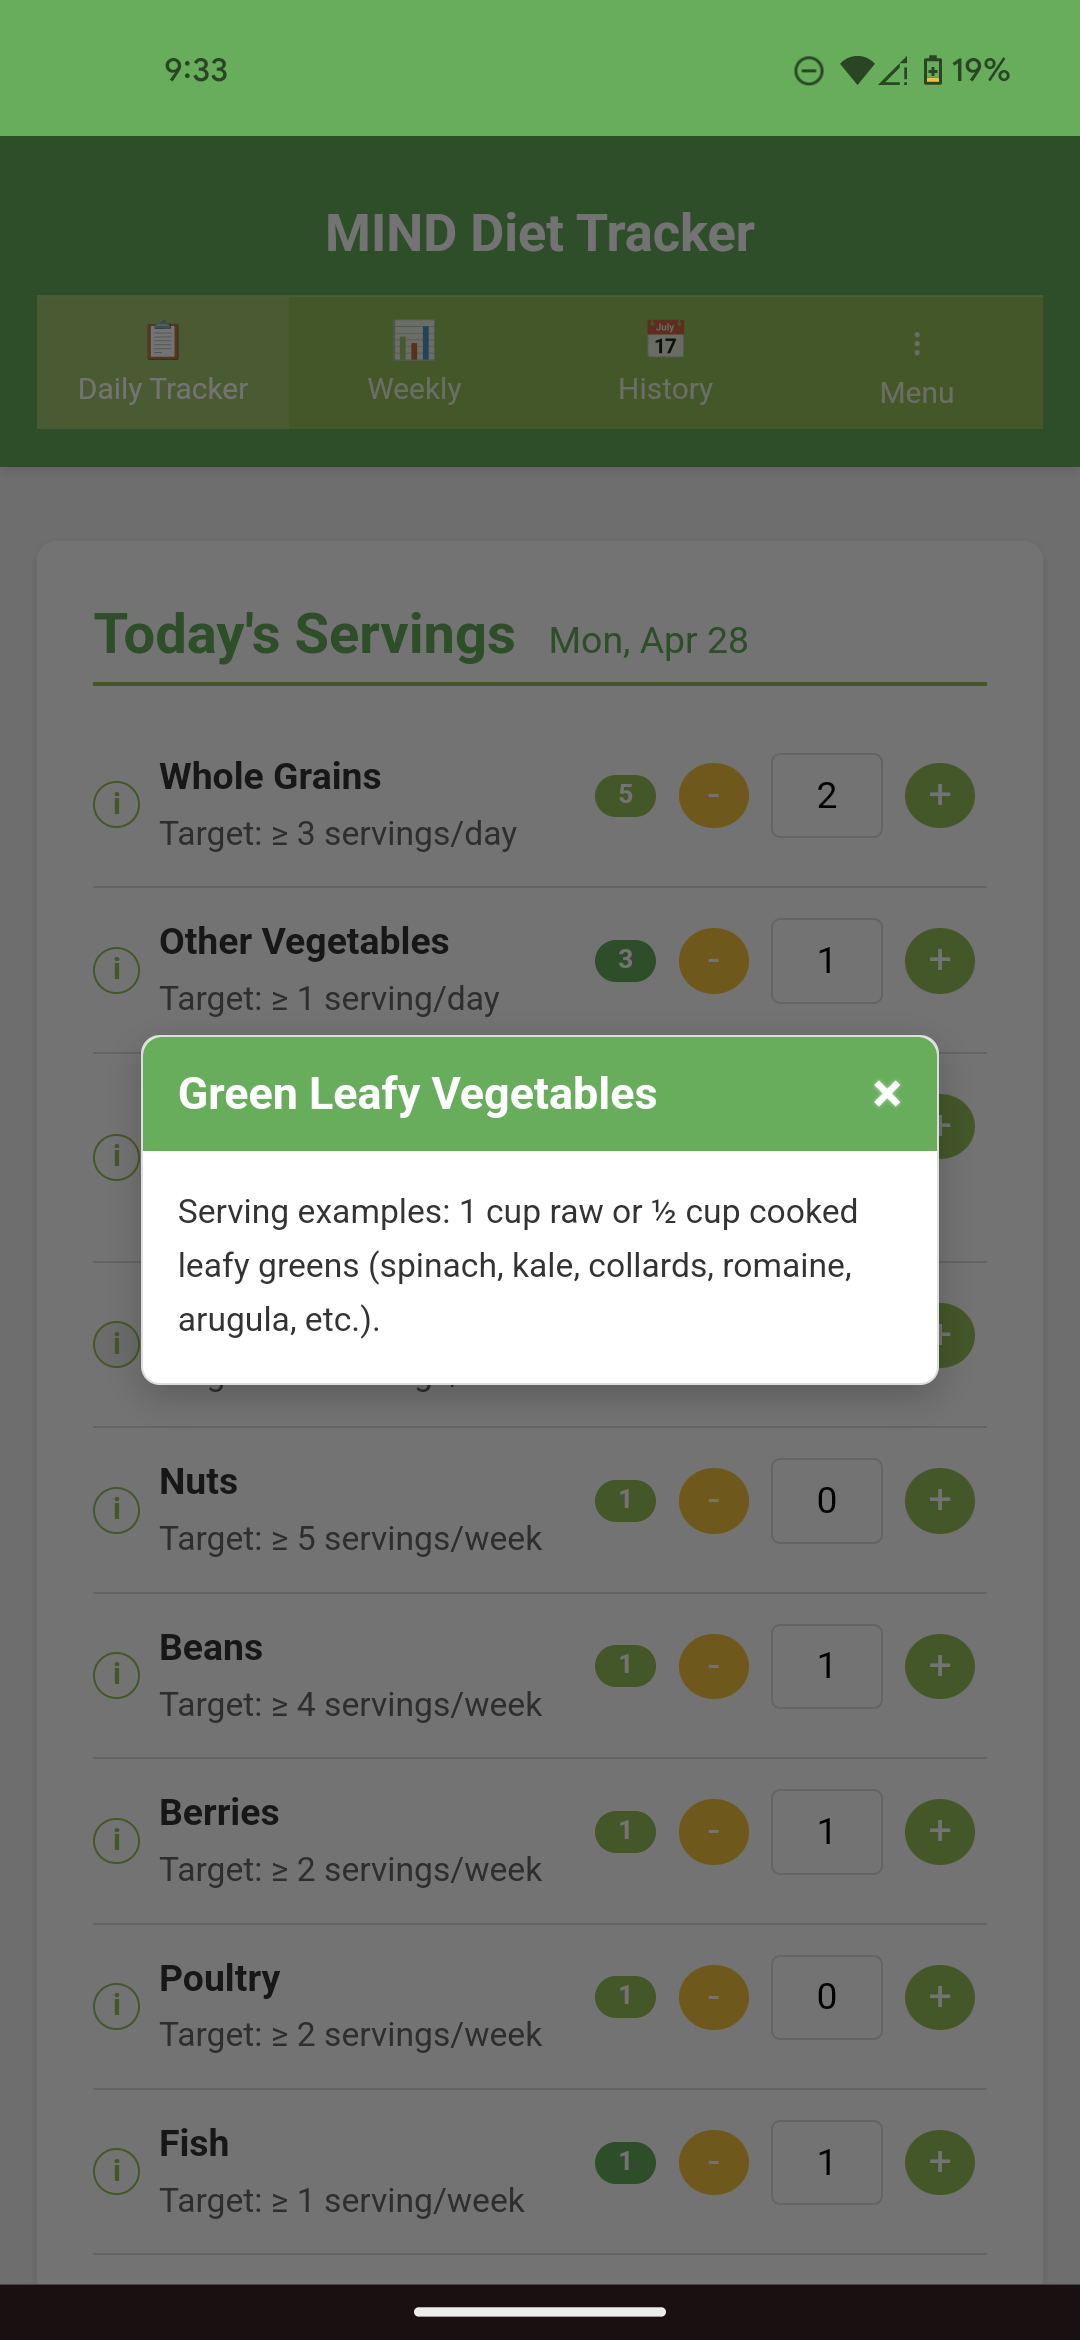 9:33
19%
MIND Diet Tracker
July
17
Daily Tracker
Weekly
History
Menu
Today's Servings Mon, Apr 28
i
Whole Grains
Target: ≥ 3 servings/day
5
-
2
+
i
Other Vegetables
Target: ≥ 1 serving/day
3
-
1
+
Green Leafy Vegetables
×
Serving examples: 1 cup raw or ½ cup cooked
leafy greens (spinach, kale, collards, romaine,
arugula, etc.).
i
i
i
Nuts
Target: ≥ 5 servings/week
1
-
0
+
i
Beans
Target: ≥ 4 servings/week
1
-
1
+
i
Berries
Target: ≥ 2 servings/week
1
-
1
+
i
Poultry
Target: ≥ 2 servings/week
1
-
0
+
i
Fish
Target: ≥ 1 serving/week
1
-
1
+